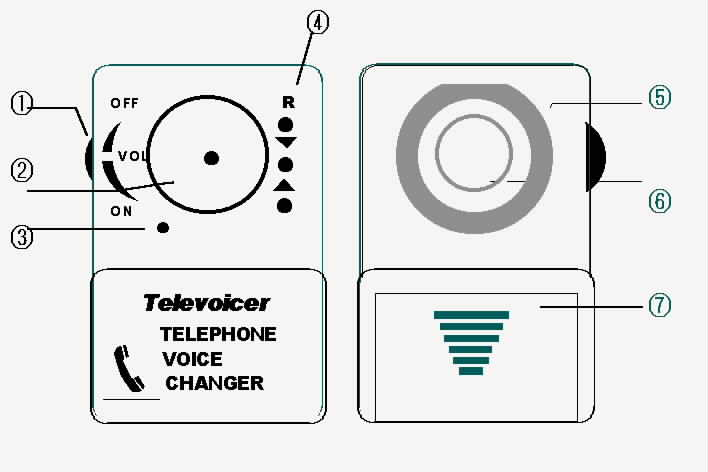 ④
OFF
R
①
⑤
VOL
②
ON
⑥
③
Televoicer
⑦
TELEPHONE
VOICE
CHANGER